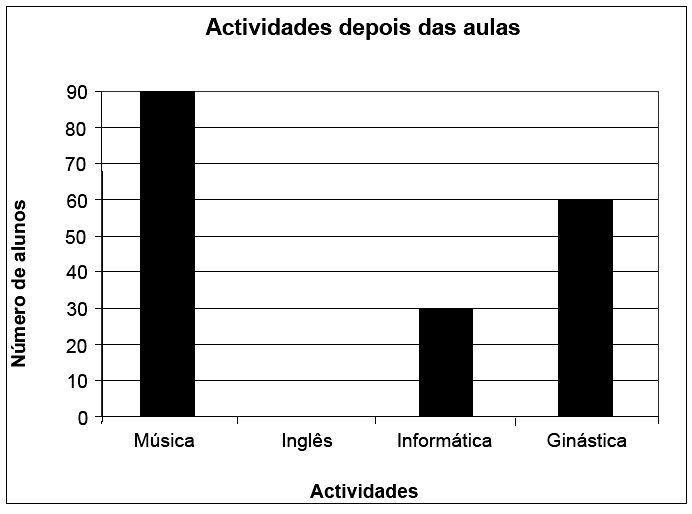 Actividades depois das aulas
Número de alunos
90
80
70
60
50
40
30
20
10
0
Música Inglês Informática Ginástica
Actividades